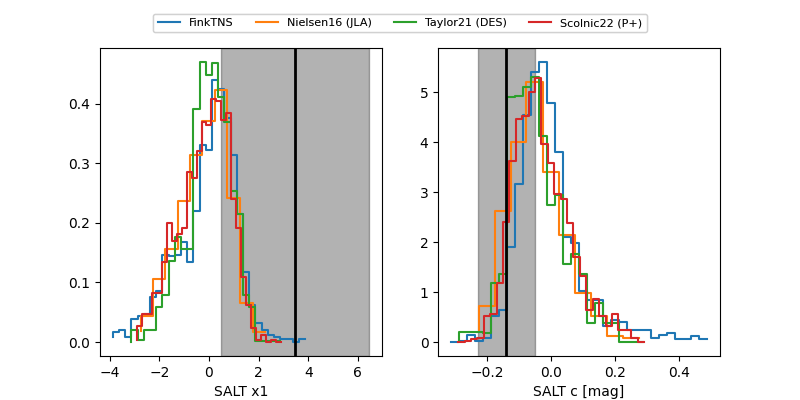 FinkTNS Nielsen16 (JLA) Taylor21 (DES) Scolnic22 (P+)
0.4
0.3
0.2
0.1
0.0
−4 −2 0 2 4 6
SALT x1
5
4
3
2
1
0
−0.2 0.0 0.2 0.4
SALT c [mag]